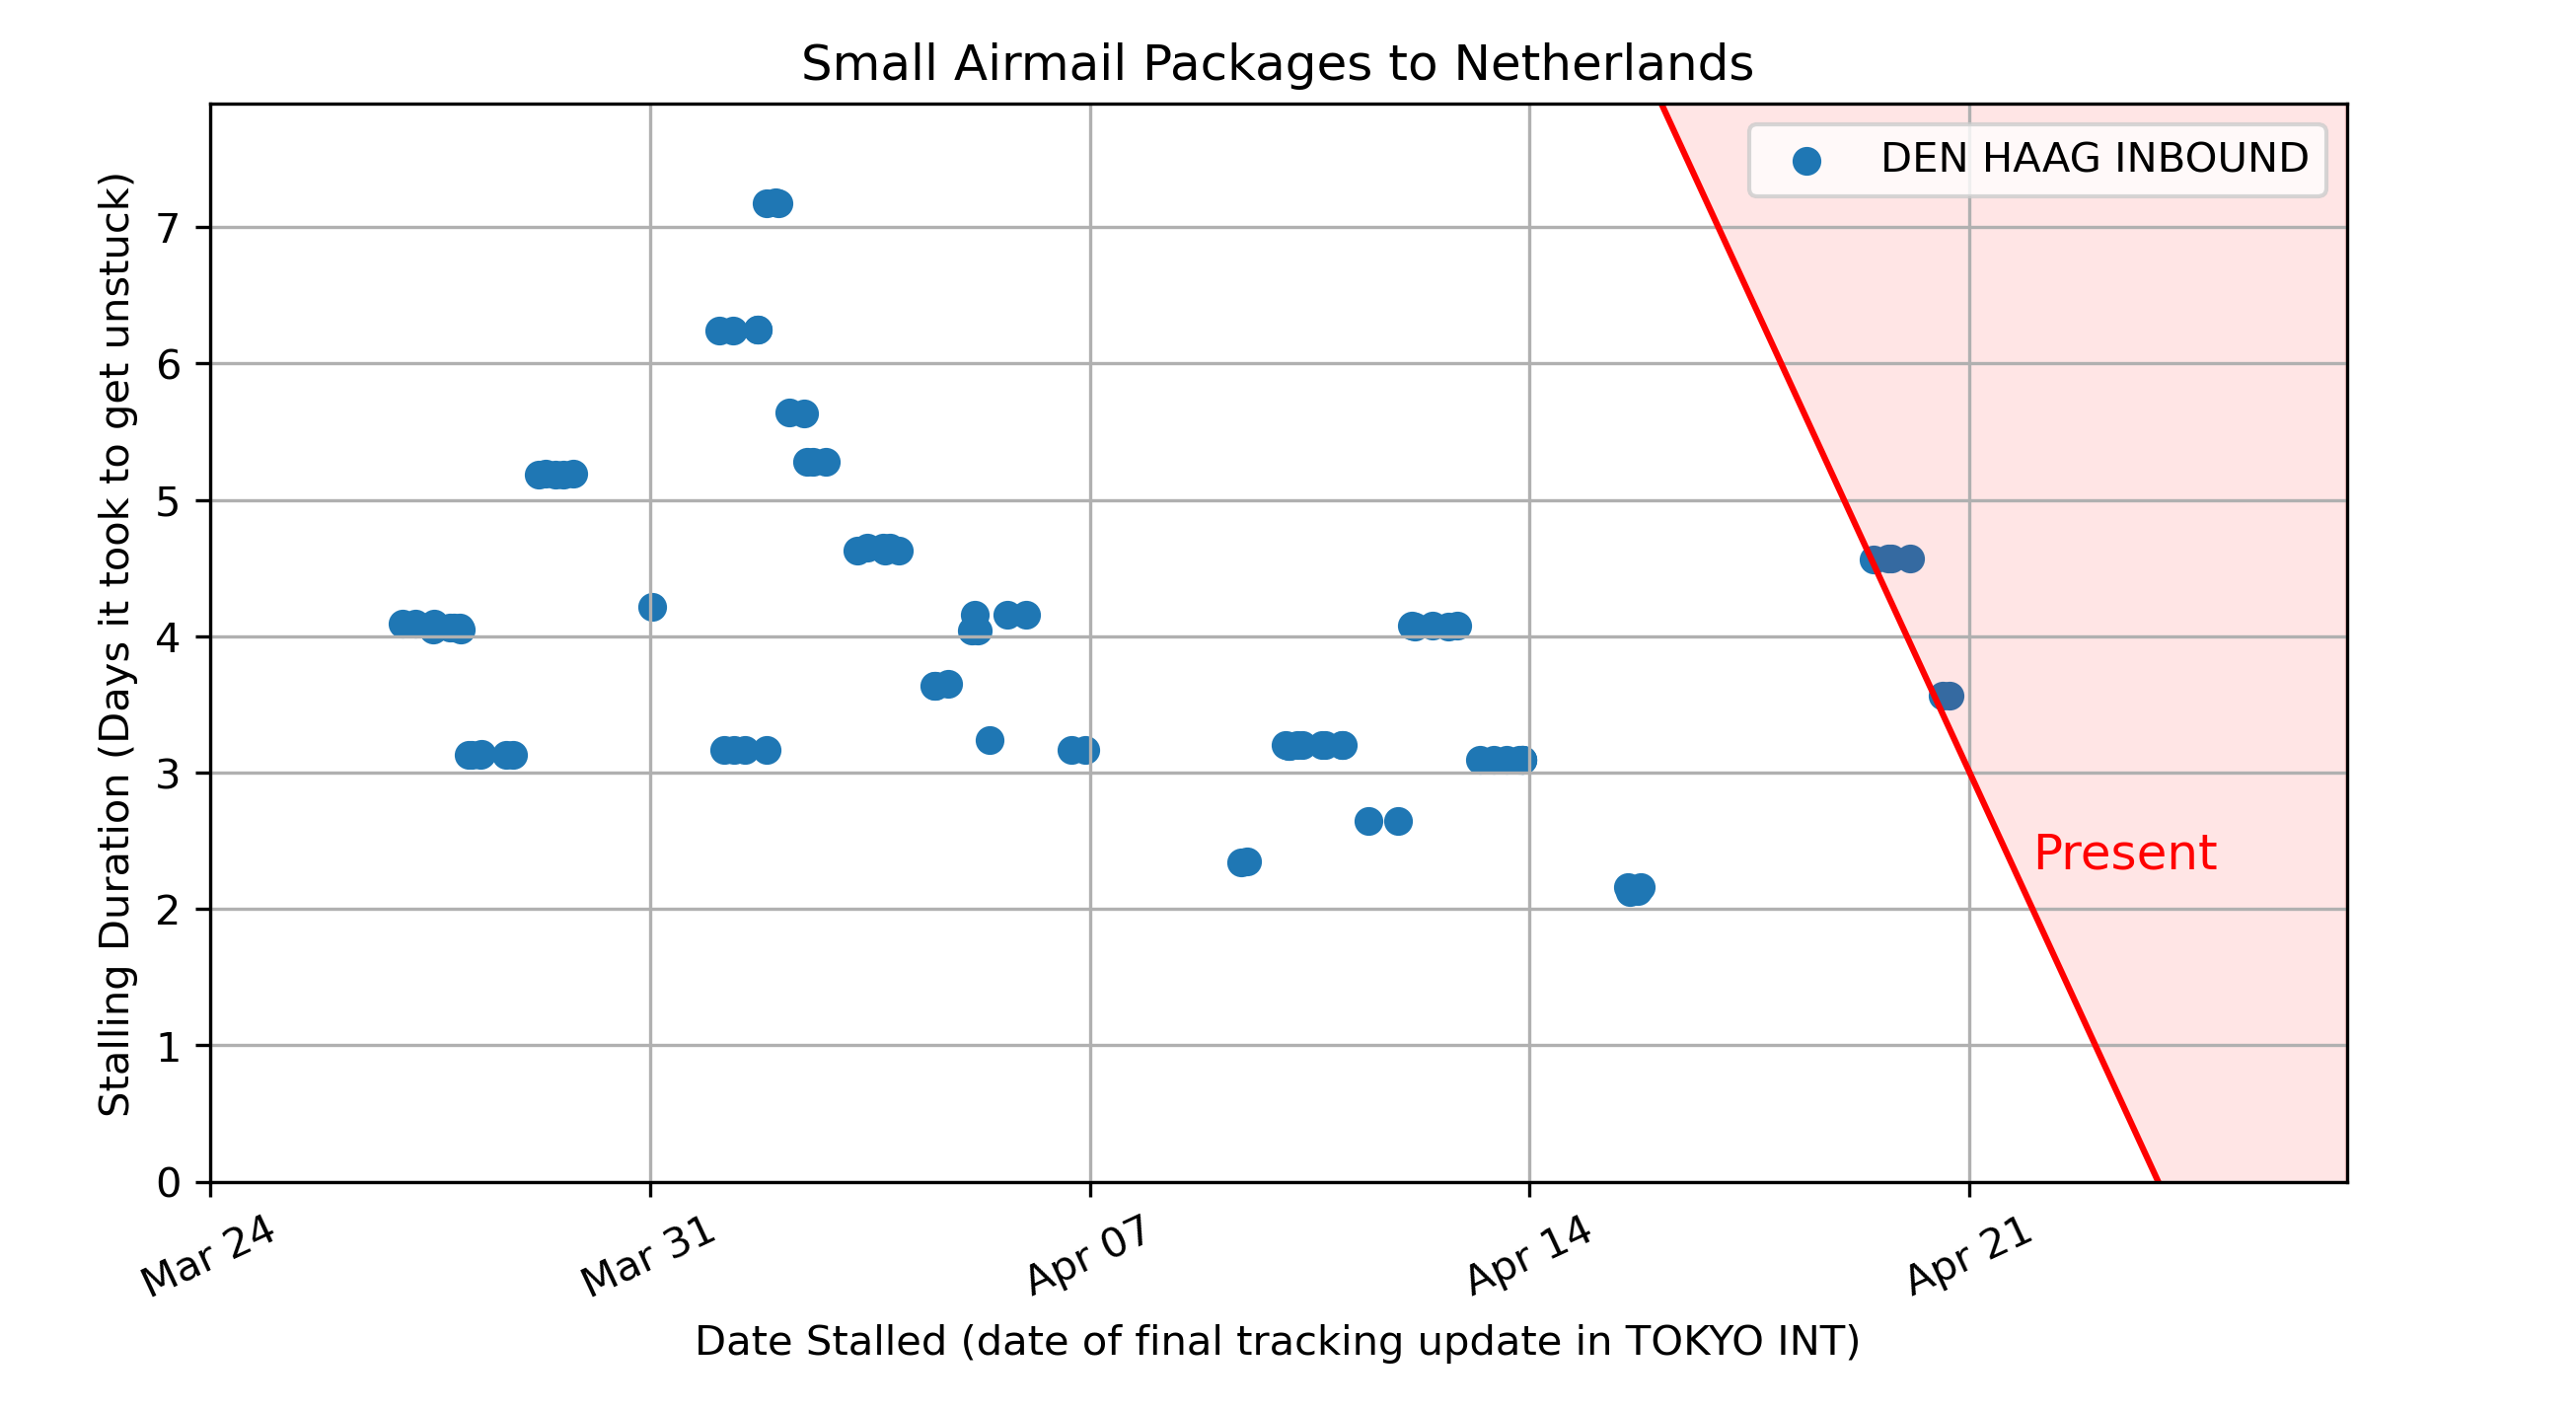 Small Airmail Packages to Netherlands
DEN HAAG INBOUND
Stalling Duration (Days it took to get unstuck)
7
6
5
4
3
2
1
0
Present
Mar 24
Mar 31
Apr 07
Apr 14
Apr 21
Date Stalled (date of final tracking update in TOKYO INT)